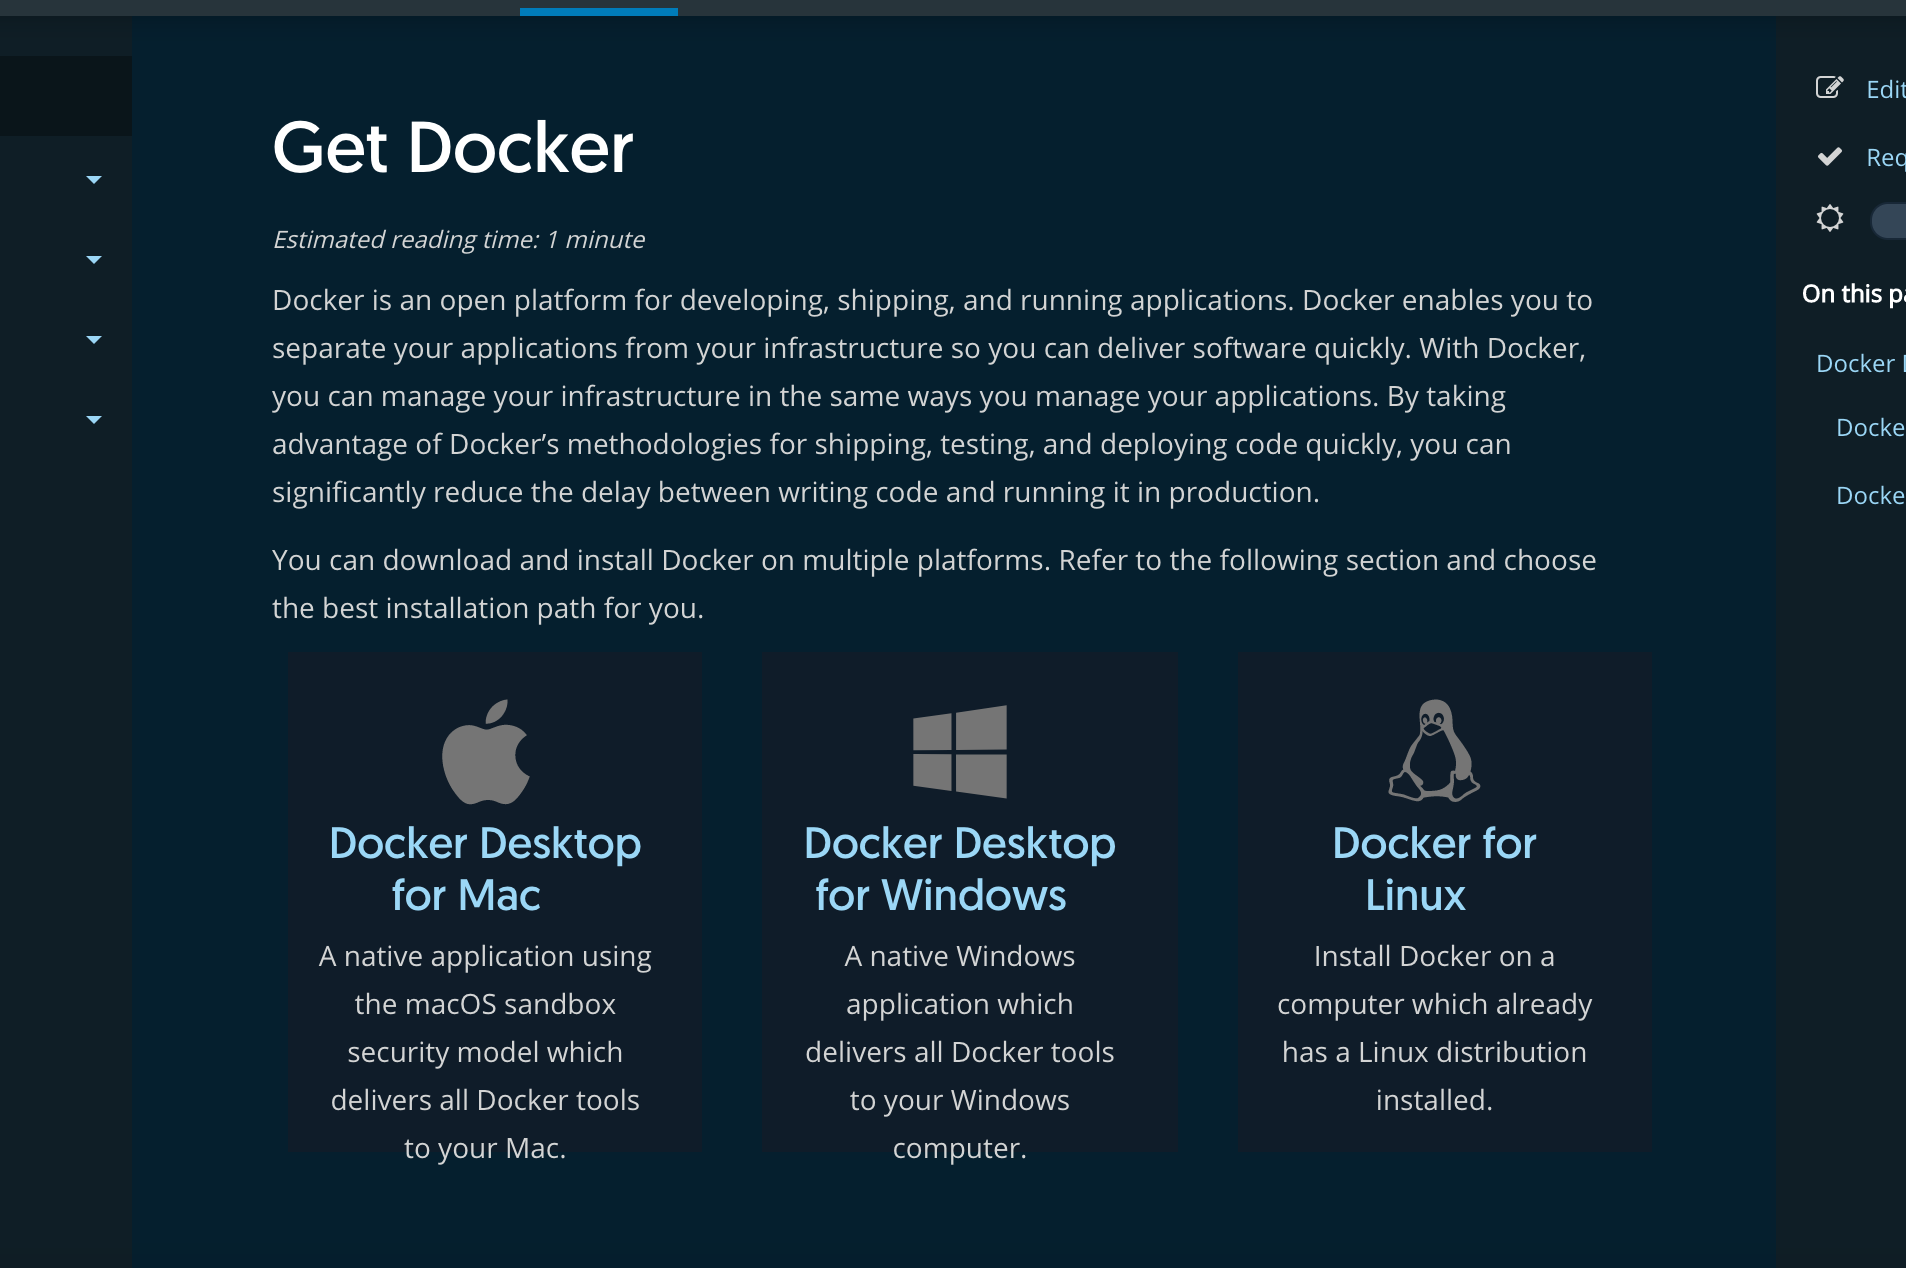 Get Docker
Estimated reading time: 1 minute
Docker is an open platform for developing, shipping, and running applications. Docker enables you to
separate your applications from your infrastructure so you can deliver software quickly. With Docker,
you can manage your infrastructure in the same ways you manage your applications. By taking
advantage of Docker’s methodologies for shipping, testing, and deploying code quickly, you can
significantly reduce the delay between writing code and running it in production.
You can download and install Docker on multiple platforms. Refer to the following section and choose
the best installation path for you.
Docker Desktop
for Mac
A native application using
the macOS sandbox
security model which
delivers all Docker tools
to your Mac.
Docker Desktop
for Windows
A native Windows
application which
delivers all Docker tools
to your Windows
computer.
Docker for
Linux
Install Docker on a
computer which already
has a Linux distribution
installed.
Edit
On this
Docker